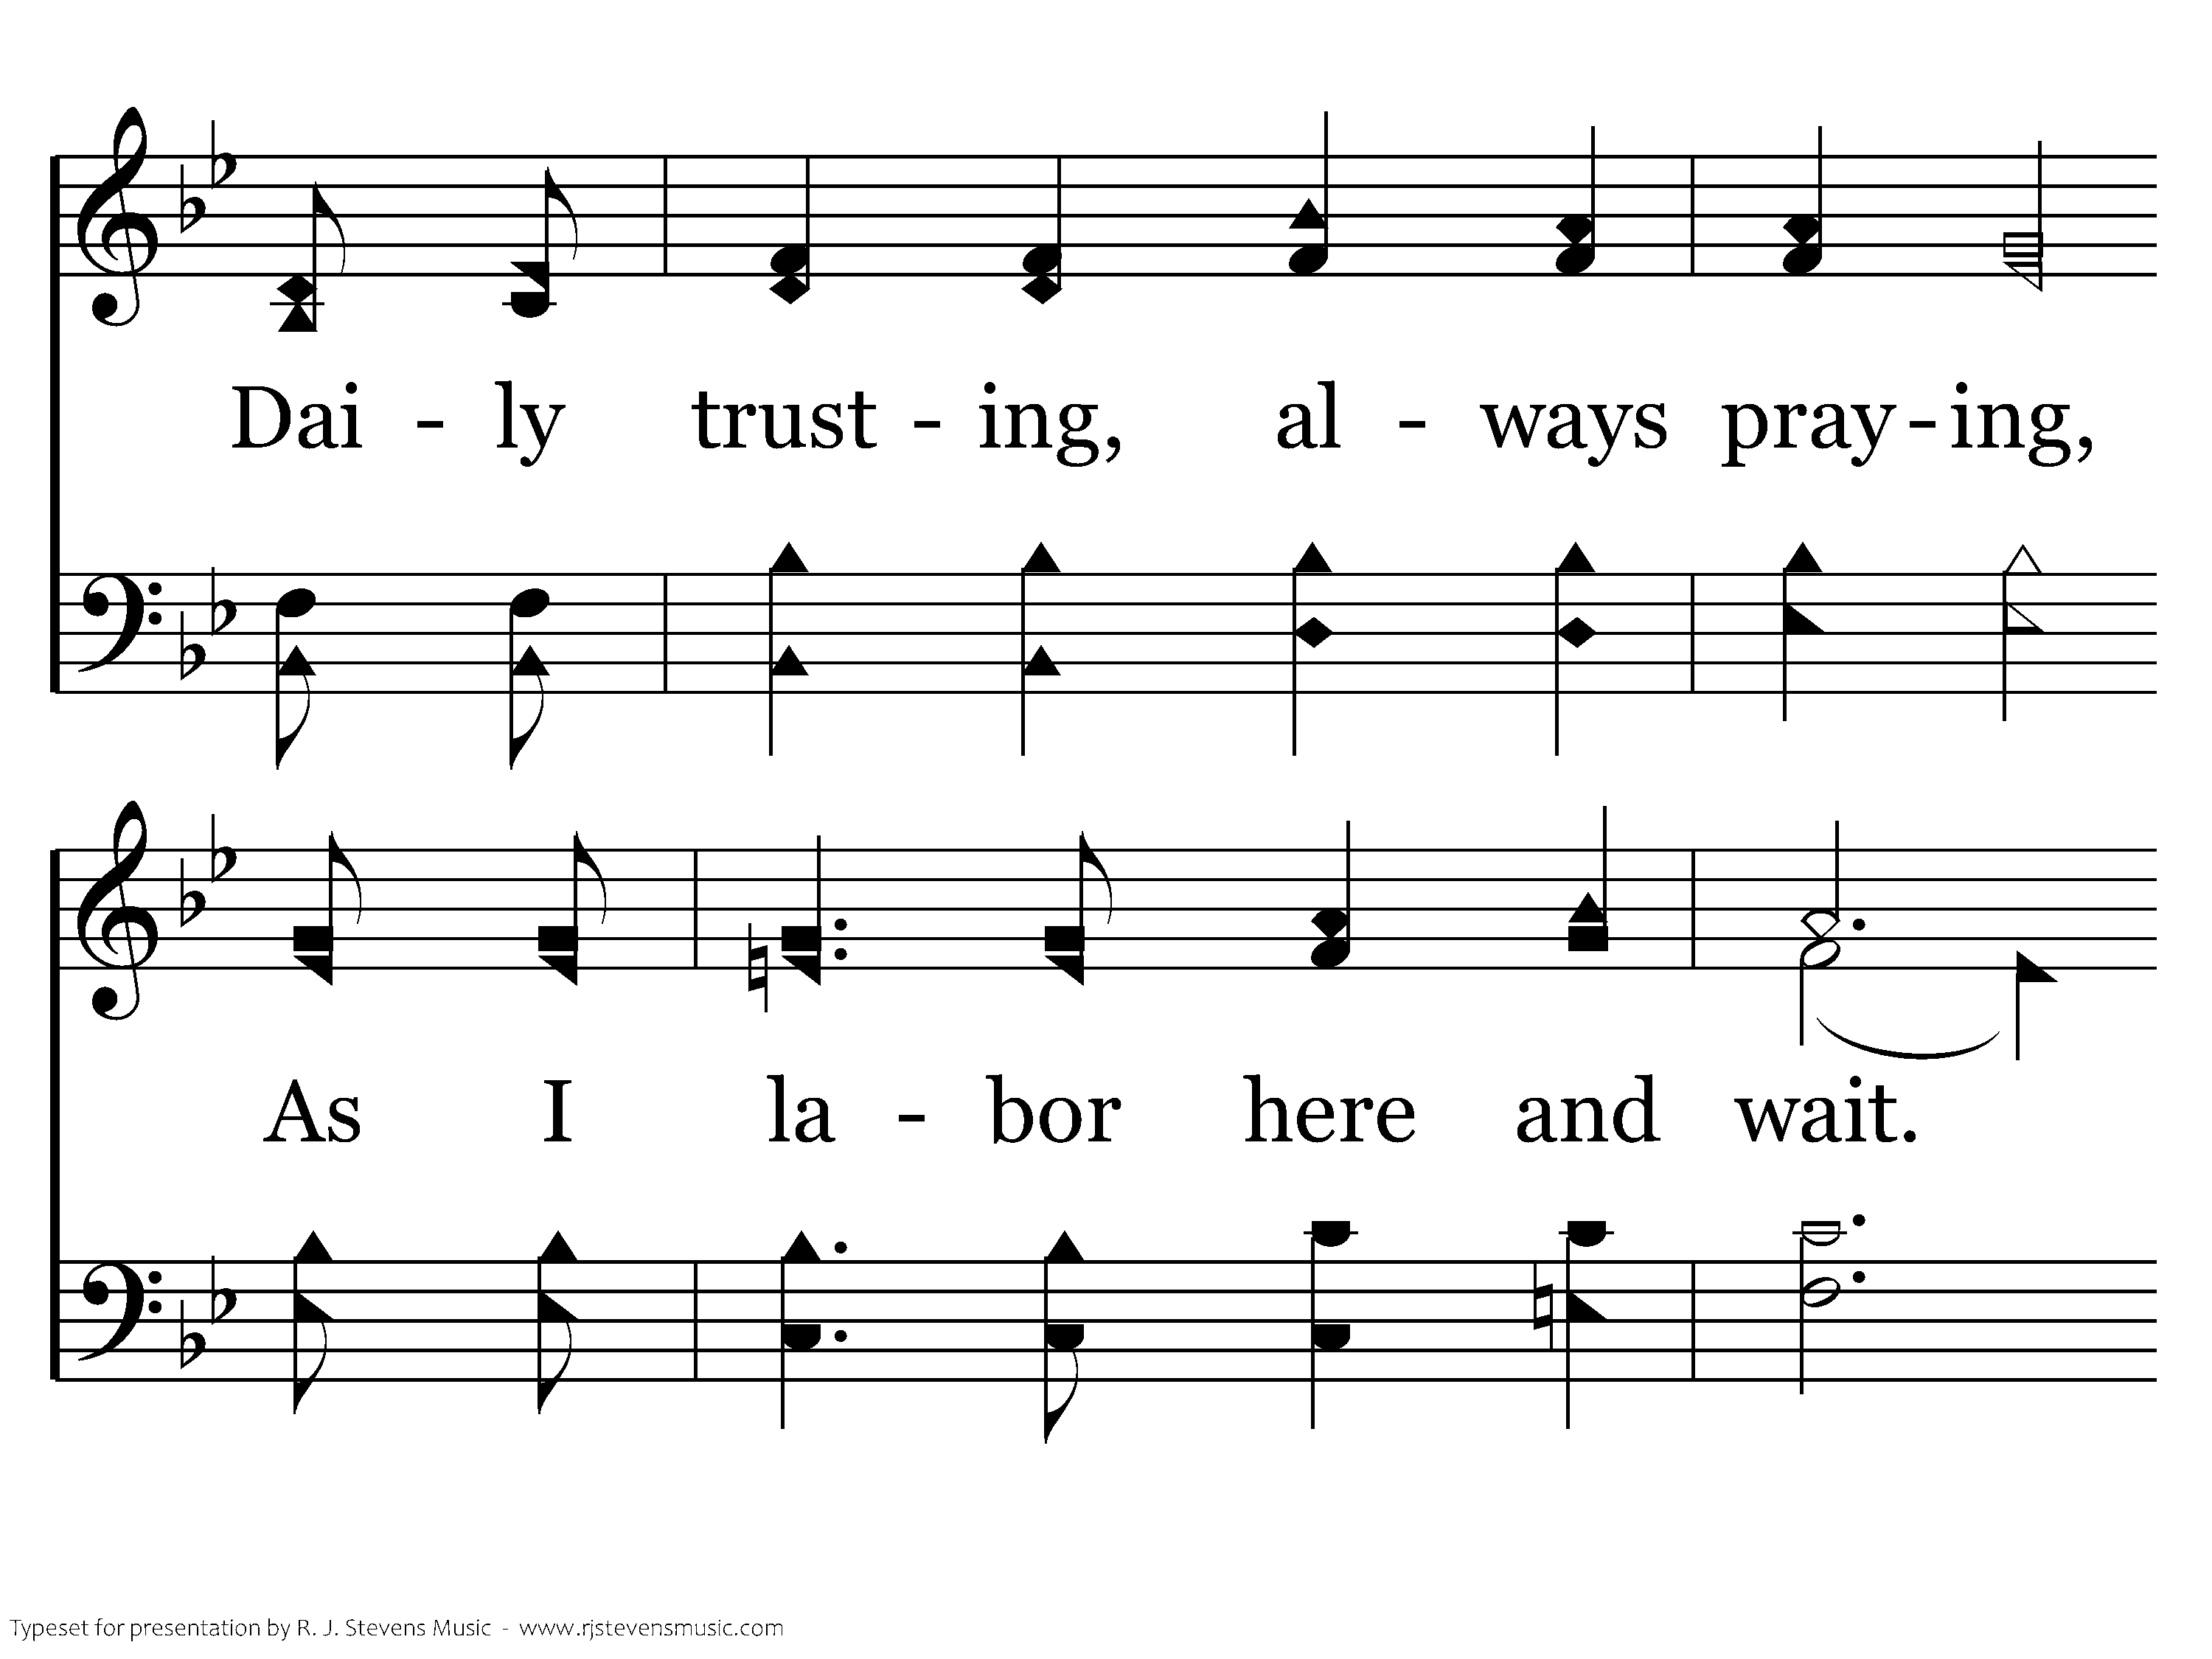 Dai - ly trust - ing, al - ways pray - ing,
As I la - bor here and wait.
Typeset for presentation by R. J. Stevens Music - www.rjstevensmusic.com